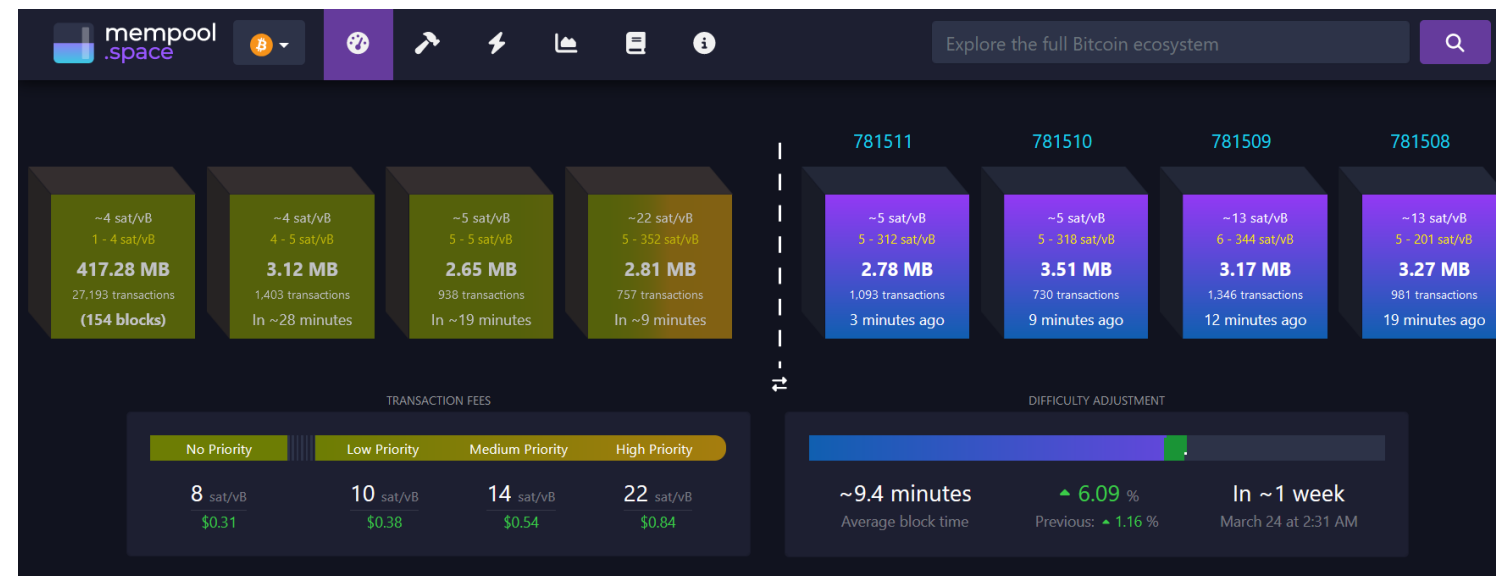 mempool
.space
Explore the full Bitcoin ecosystem
781511
781510
781509
781508
~4 sat/vB
1 - 4 sat/vB
417.28 MB
27,193 transactions
(154 blocks)
~4 sat/vB
4 - 5 sat/vB
3.12 MB
1,403 transactions
In ~28 minutes
~5 sat/vB
5 - 5 sat/vB
2.65 MB
938 transactions
In ~19 minutes
~22 sat/vB
5 - 352 sat/vB
2.81 MB
757 transactions
In ~9 minutes
~5 sat/vB
5 - 312 sat/vB
2.78 MB
1,093 transactions
3 minutes ago
~5 sat/vB
5 - 318 sat/vB
3.51 MB
730 transactions
9 minutes ago
~13 sat/vB
6 - 344 sat/vB
3.17 MB
1,346 transactions
12 minutes ago
~13 sat/vB
5 - 201 sat/vB
3.27 MB
981 transactions
19 minutes ago
TRANSACTION FEES
No Priority
Low Priority
Medium Priority
High Priority
8 sat/vB
10 sat/vB
14 sat/vB
22 sat/vB
$0.31
$0.38
$0.54
$0.84
DIFFICULTY ADJUSTMENT
~9.4 minutes
Average block time
6.09 %
Previous: 1.16 %
In ~1 week
March 24 at 2:31 AM